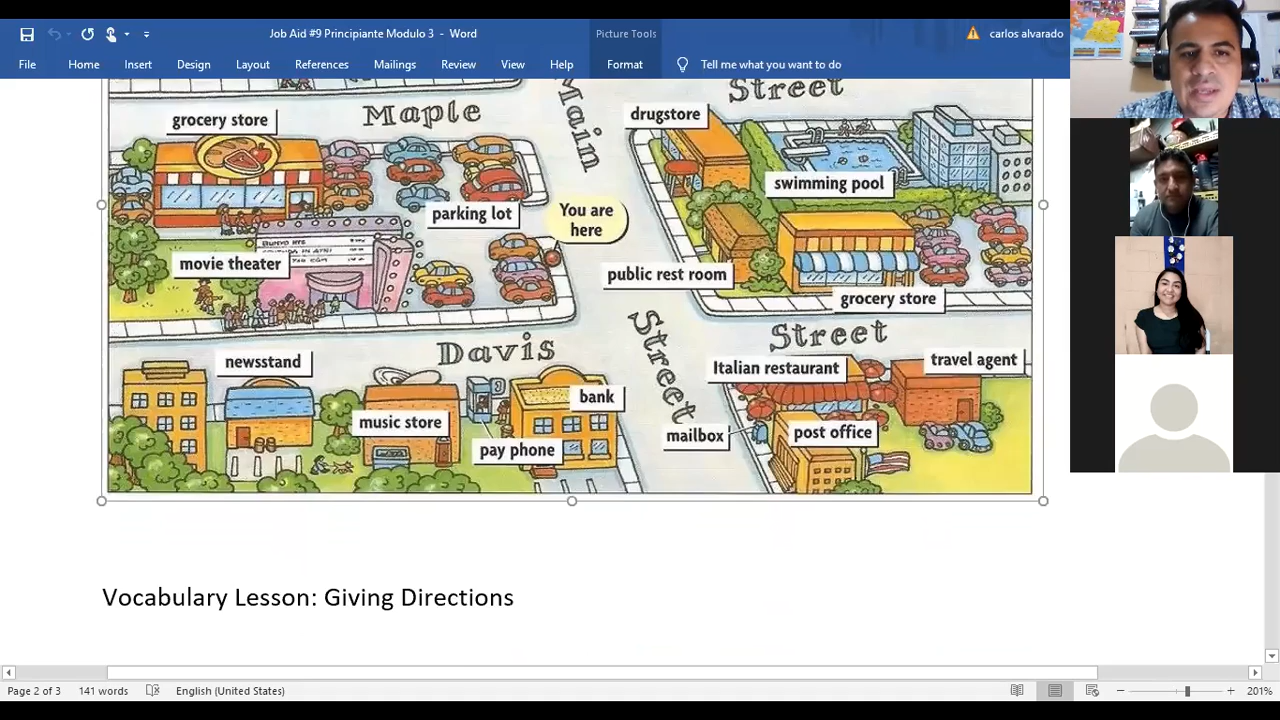 Job Aid #9 Principiante Modulo 3 - Word
Picture Tools
carlos alvarado
File
Home
Insert
Design
Layout
References
Mailings
Review
View
Help
Format
Tell me what you want to do
Street
Maple
Main
grocery store
drugstore
swimming pool
parking lot
You are
here
movie theater
public rest room
grocery store
Street
Davis
Street
newsstand
Italian restaurant
travel agent
bank
music store
mailbox
post office
pay phone
Vocabulary Lesson: Giving Directions
Page 2 of 3
141 words
English (United States)
201%